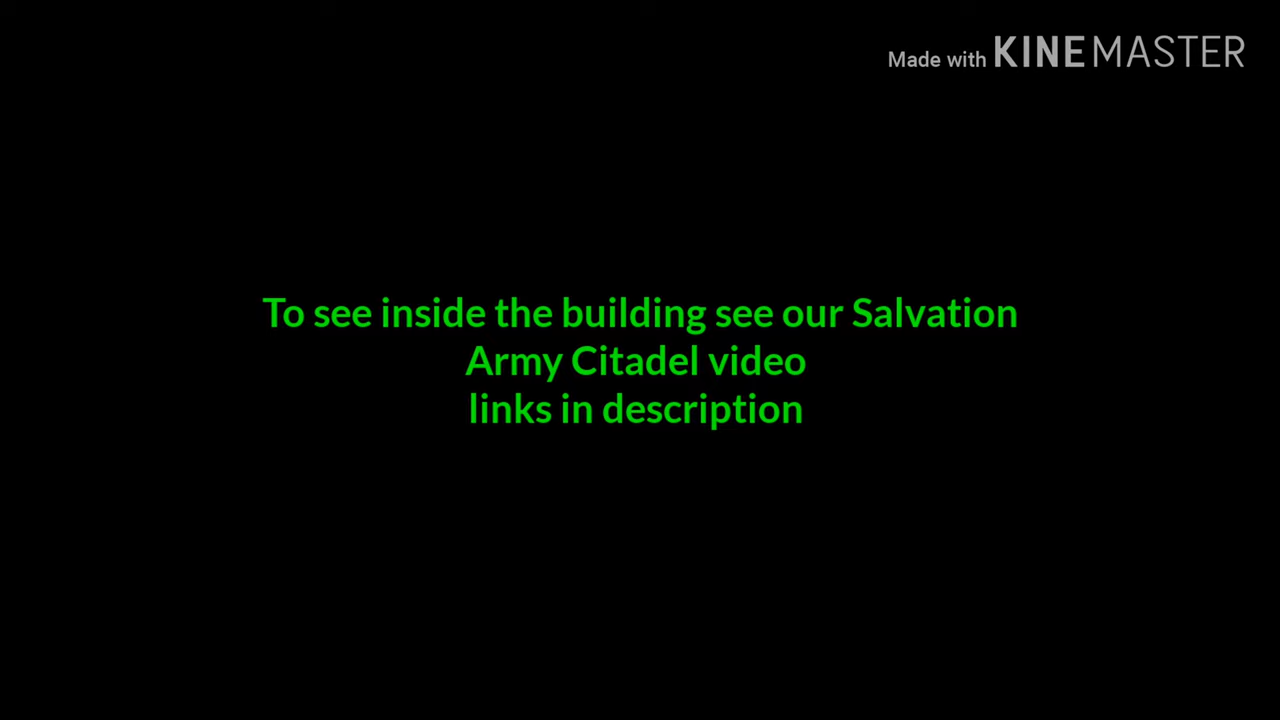 Made with KINEMASTER
To see inside the building see our Salvation
Army Citadel video
links in description